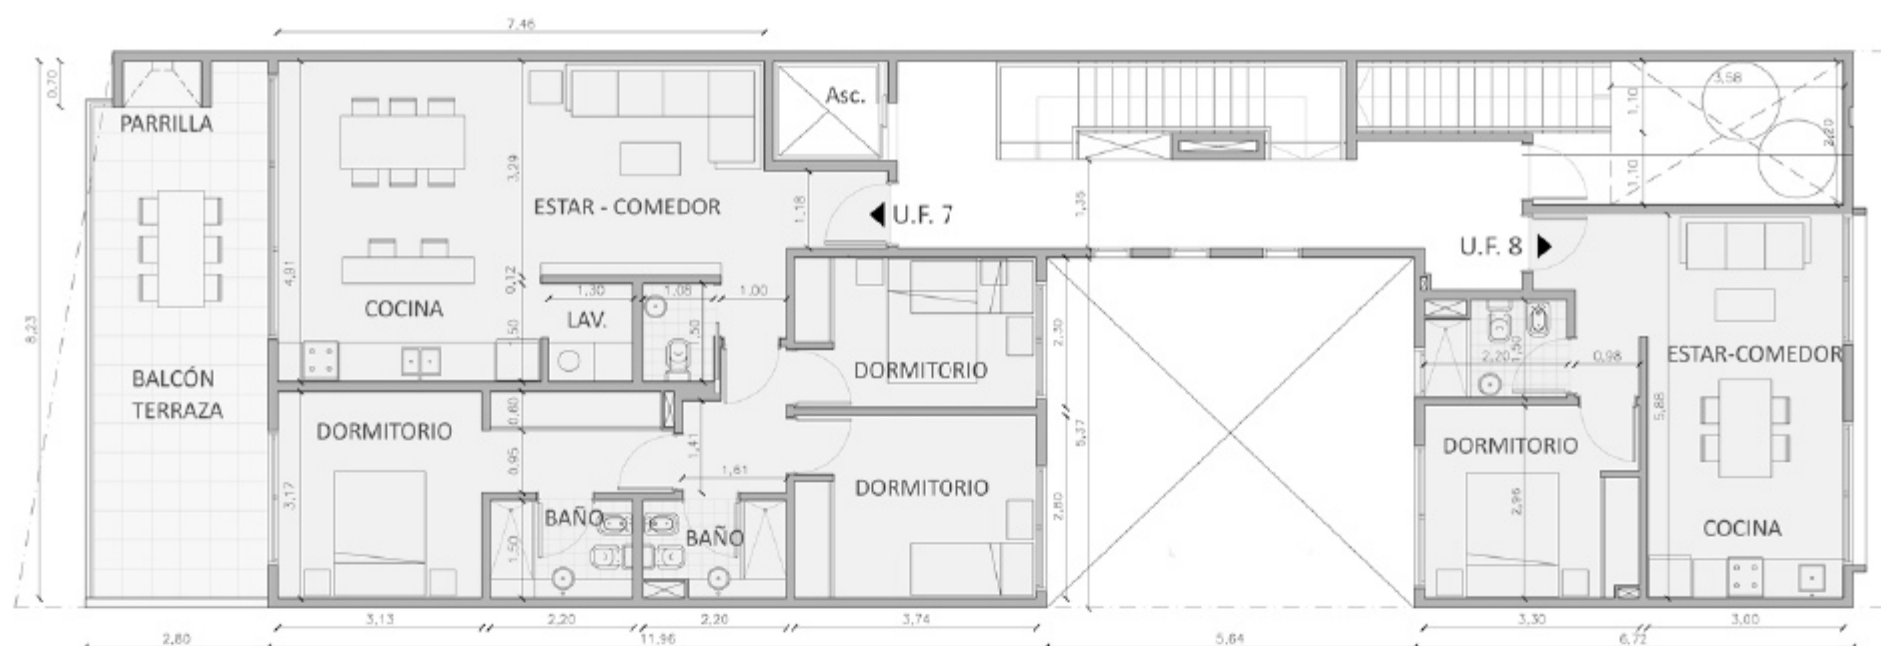 7,46
0,70
PARRILLA
Asc.
3,58
1,10
2,20
1,10
3,29
ESTAR - COMEDOR
1,18
U.F. 7
1,35
U.F. 8
4,91
0,12
COCINA
1,30
1,08
1,00
LAV.
1,50
1,50
8,23
BALCÓN
TERRAZA
DORMITORIO
2,30
2,20
1,50
0,98
ESTAR-COMEDOR
DORMITORIO
0,60
0,95
1,41
1,61
5,37
DORMITORIO
5,88
3,17
DORMITORIO
2,80
2,96
BAÑO
BAÑO
1,50
COCINA
3,13
2,20
2,20
3,74
3,30
3,00
2,80
11,96
5,64
6,72